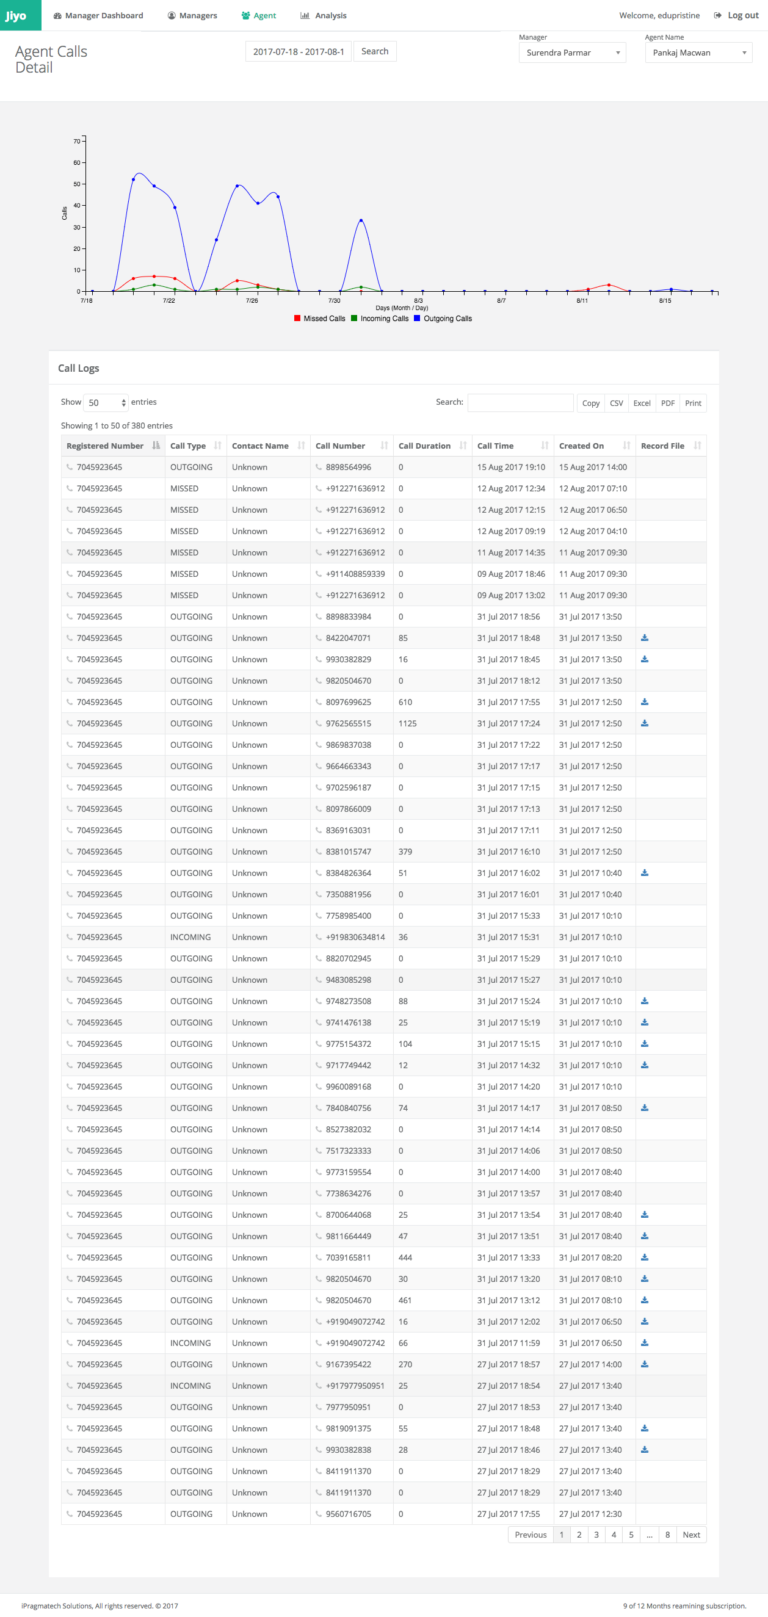 Jiyo Manager Dashboard Managers Agent Analysis Welcome, edupristine Log out
Agent Calls
Detail
2017-07-18 - 2017-08-1 Search
Manager Agent Name
Surendra Parmar Pankaj Macwan
70
60
50
40
30
20
10
0
Calls
7/18 7/22 7/26 7/30 8/3 8/7 8/11 8/15
Days (Month / Day)
Missed Calls Incoming Calls Outgoing Calls
Call Logs
Show 50 entries Search: Copy CSV Excel PDF Print
Showing 1 to 50 of 380 entries
Registered Number Call Type Contact Name Call Number Call Duration Call Time Created On Record File
7045923645 OUTGOING Unknown 8898564996 0 15 Aug 2017 19:10 15 Aug 2017 14:00
7045923645 MISSED Unknown +912271636912 0 12 Aug 2017 12:34 12 Aug 2017 07:10
7045923645 MISSED Unknown +912271636912 0 12 Aug 2017 12:15 12 Aug 2017 06:50
7045923645 MISSED Unknown +912271636912 0 12 Aug 2017 09:19 12 Aug 2017 04:10
7045923645 MISSED Unknown +912271636912 0 11 Aug 2017 14:35 11 Aug 2017 09:30
7045923645 MISSED Unknown +911408859339 0 09 Aug 2017 18:46 11 Aug 2017 09:30
7045923645 MISSED Unknown +912271636912 0 09 Aug 2017 13:02 11 Aug 2017 09:30
7045923645 OUTGOING Unknown 8898833984 0 31 Jul 2017 18:56 31 Jul 2017 13:50
7045923645 OUTGOING Unknown 8422047071 85 31 Jul 2017 18:48 31 Jul 2017 13:50
7045923645 OUTGOING Unknown 9930382829 16 31 Jul 2017 18:45 31 Jul 2017 13:50
7045923645 OUTGOING Unknown 9820504670 0 31 Jul 2017 18:12 31 Jul 2017 13:50
7045923645 OUTGOING Unknown 8097699625 610 31 Jul 2017 17:55 31 Jul 2017 12:50
7045923645 OUTGOING Unknown 9762565515 1125 31 Jul 2017 17:24 31 Jul 2017 12:50
7045923645 OUTGOING Unknown 9869837038 0 31 Jul 2017 17:22 31 Jul 2017 12:50
7045923645 OUTGOING Unknown 9664663343 0 31 Jul 2017 17:17 31 Jul 2017 12:50
7045923645 OUTGOING Unknown 9702596187 0 31 Jul 2017 17:15 31 Jul 2017 12:50
7045923645 OUTGOING Unknown 8097866009 0 31 Jul 2017 17:13 31 Jul 2017 12:50
7045923645 OUTGOING Unknown 8369163031 0 31 Jul 2017 17:11 31 Jul 2017 12:50
7045923645 OUTGOING Unknown 8381015747 379 31 Jul 2017 16:10 31 Jul 2017 12:50
7045923645 OUTGOING Unknown 8384826364 51 31 Jul 2017 16:02 31 Jul 2017 10:40
7045923645 OUTGOING Unknown 7350881956 0 31 Jul 2017 16:01 31 Jul 2017 10:40
7045923645 OUTGOING Unknown 7758985400 0 31 Jul 2017 15:33 31 Jul 2017 10:10
7045923645 INCOMING Unknown +919830634814 36 31 Jul 2017 15:31 31 Jul 2017 10:10
7045923645 OUTGOING Unknown 8820702945 0 31 Jul 2017 15:29 31 Jul 2017 10:10
7045923645 OUTGOING Unknown 9483085298 0 31 Jul 2017 15:27 31 Jul 2017 10:10
7045923645 OUTGOING Unknown 9748273508 88 31 Jul 2017 15:24 31 Jul 2017 10:10
7045923645 OUTGOING Unknown 9741476138 25 31 Jul 2017 15:19 31 Jul 2017 10:10
7045923645 OUTGOING Unknown 9775154372 104 31 Jul 2017 15:15 31 Jul 2017 10:10
7045923645 OUTGOING Unknown 9717749442 12 31 Jul 2017 14:32 31 Jul 2017 10:10
7045923645 OUTGOING Unknown 9960089168 0 31 Jul 2017 14:20 31 Jul 2017 10:10
7045923645 OUTGOING Unknown 7840840756 74 31 Jul 2017 14:17 31 Jul 2017 08:50
7045923645 OUTGOING Unknown 8527382032 0 31 Jul 2017 14:14 31 Jul 2017 08:50
7045923645 OUTGOING Unknown 7517323333 0 31 Jul 2017 14:06 31 Jul 2017 08:50
7045923645 OUTGOING Unknown 9773159554 0 31 Jul 2017 14:00 31 Jul 2017 08:40
7045923645 OUTGOING Unknown 7738634276 0 31 Jul 2017 13:57 31 Jul 2017 08:40
7045923645 OUTGOING Unknown 8700644068 25 31 Jul 2017 13:54 31 Jul 2017 08:40
7045923645 OUTGOING Unknown 9811664449 47 31 Jul 2017 13:51 31 Jul 2017 08:40
7045923645 OUTGOING Unknown 7039165811 444 31 Jul 2017 13:33 31 Jul 2017 08:20
7045923645 OUTGOING Unknown 9820504670 30 31 Jul 2017 13:20 31 Jul 2017 08:10
7045923645 OUTGOING Unknown 9820504670 461 31 Jul 2017 13:12 31 Jul 2017 08:10
7045923645 OUTGOING Unknown +919049072742 16 31 Jul 2017 12:02 31 Jul 2017 06:50
7045923645 INCOMING Unknown +919049072742 66 31 Jul 2017 11:59 31 Jul 2017 06:50
7045923645 OUTGOING Unknown 9167395422 270 27 Jul 2017 18:57 27 Jul 2017 14:00
7045923645 INCOMING Unknown +917977950951 25 27 Jul 2017 18:54 27 Jul 2017 13:40
7045923645 OUTGOING Unknown 7977950951 0 27 Jul 2017 18:53 27 Jul 2017 13:40
7045923645 OUTGOING Unknown 9819091375 55 27 Jul 2017 18:48 27 Jul 2017 13:40
7045923645 OUTGOING Unknown 9930382838 28 27 Jul 2017 18:46 27 Jul 2017 13:40
7045923645 OUTGOING Unknown 8411911370 0 27 Jul 2017 18:29 27 Jul 2017 13:40
7045923645 OUTGOING Unknown 8411911370 0 27 Jul 2017 18:29 27 Jul 2017 13:40
7045923645 OUTGOING Unknown 9560716705 0 27 Jul 2017 17:55 27 Jul 2017 12:30
Previous 1 2 3 4 5 ... 8 Next
iPragmatech Solutions, All rights reserved. © 2017 9 of 12 Months reamining subscription.